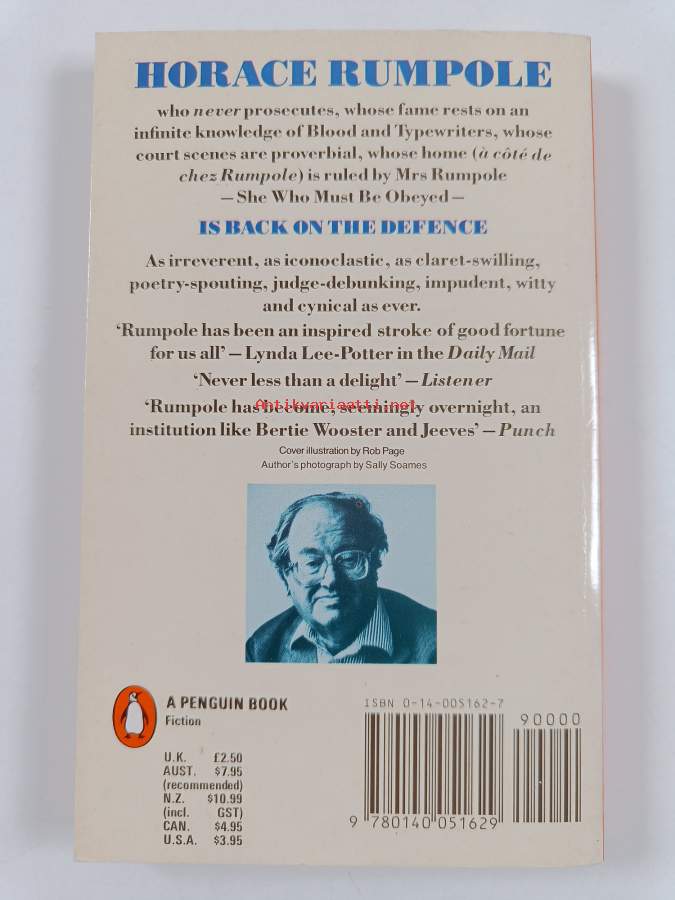 HORACE RUMPOLE
who never prosecutes, whose fame rests on an
infinite knowledge of Blood and Typewriters, whose
court scenes are proverbial, whose home (à côté de
chez Rumpole) is ruled by Mrs Rumpole
—She Who Must Be Obeyed—
IS BACK ON THE DEFENCE
As irreverent, as iconoclastic, as claret-swilling,
poetry-spouting, judge-debunking, impudent, witty
and cynical as ever.
‘Rumpole has been an inspired stroke of good fortune
for us all’ — Lynda Lee-Potter in the Daily Mail
‘Never less than a delight’ — Listener
Antikvariaatti.net
‘Rumpole has become, seemingly overnight, an
institution like Bertie Wooster and Jeeves’ — Punch
Cover illustration by Rob Page
Author's photograph by Sally Soames
A PENGUIN BOOK
Fiction
U.K. £2.50
AUST. $7.95
(recommended)
N.Z. $10.99
(incl. GST)
CAN. $4.95
U.S.A. $3.95
ISBN 0-14-005162-7
90000
9 780140 051629